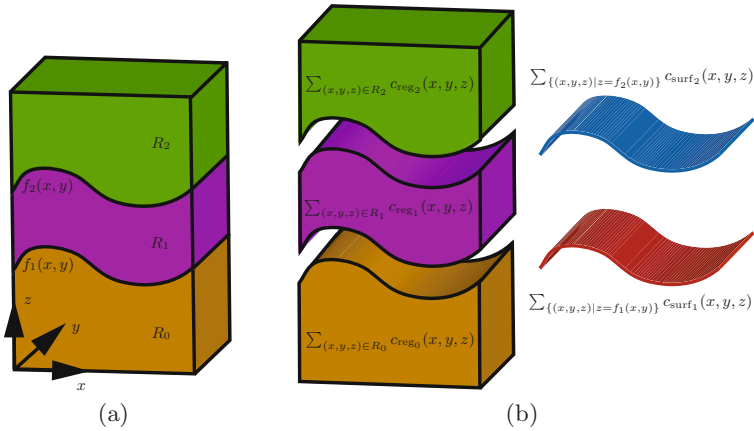 R₂
f₂(x, y)
R₁
f₁(x, y)
R₀
z
y
x
(a)
∑_{(x,y,z)∈R₂} c_{reg₂}(x, y, z)
∑_{(x,y,z)∈R₁} c_{reg₁}(x, y, z)
∑_{(x,y,z)∈R₀} c_{reg₀}(x, y, z)
∑_{{(x,y,z)|z=f₂(x,y)}} c_{surf₂}(x, y, z)
∑_{{(x,y,z)|z=f₁(x,y)}} c_{surf₁}(x, y, z)
(b)